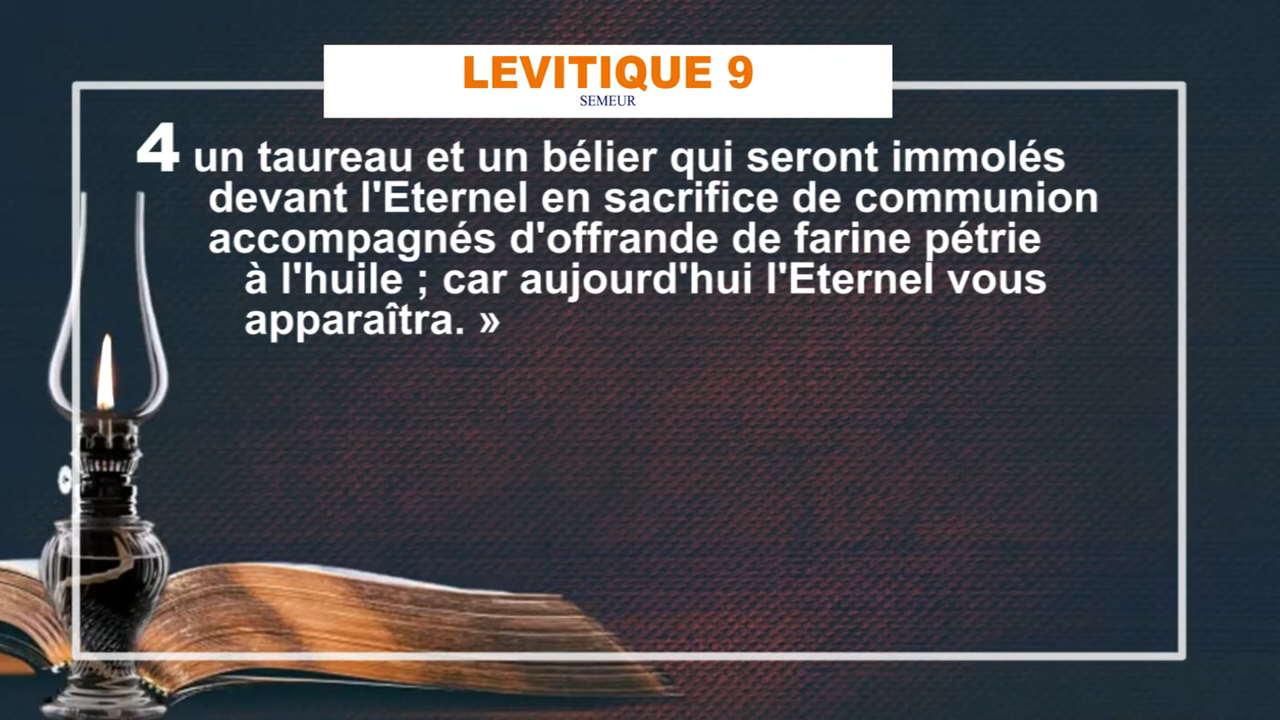 LEVITIQUE 9
SEMEUR
4 un taureau et un bélier qui seront immolés
devant l'Eternel en sacrifice de communion
accompagnés d'offrande de farine pétrie
à l'huile ; car aujourd'hui l'Eternel vous
apparaîtra. »